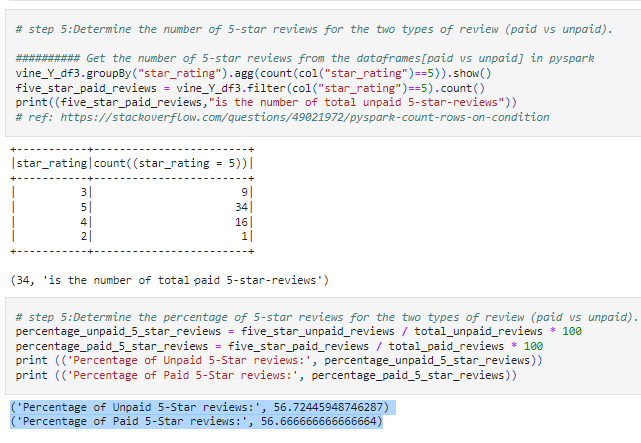 # step 5:Determine the number of 5-star reviews for the two types of review (paid vs unpaid).
########## Get the number of 5-star reviews from the dataframes[paid vs unpaid] in pyspark
vine_Y_df3.groupBy("star_rating").agg(count(col("star_rating")==5)).show()
five_star_paid_reviews = vine_Y_df3.filter(col("star_rating")==5).count()
print((five_star_paid_reviews,"is the number of total unpaid 5-star-reviews"))
# ref: https://stackoverflow.com/questions/49021972/pyspark-count-rows-on-condition
+-----------+------------------------+
|star_rating|count((star_rating = 5))|
+-----------+------------------------+
|          3|                       9|
|          5|                      34|
|          4|                      16|
|          2|                       1|
+-----------+------------------------+
(34, 'is the number of total paid 5-star-reviews')
# step 5:Determine the percentage of 5-star reviews for the two types of review (paid vs unpaid).
percentage_unpaid_5_star_reviews = five_star_unpaid_reviews / total_unpaid_reviews * 100
percentage_paid_5_star_reviews = five_star_paid_reviews / total_paid_reviews * 100
print (('Percentage of Unpaid 5-Star reviews:', percentage_unpaid_5_star_reviews))
print (('Percentage of Paid 5-Star reviews:', percentage_paid_5_star_reviews))
('Percentage of Unpaid 5-Star reviews:', 56.72445948746287)
('Percentage of Paid 5-Star reviews:', 56.666666666666664)